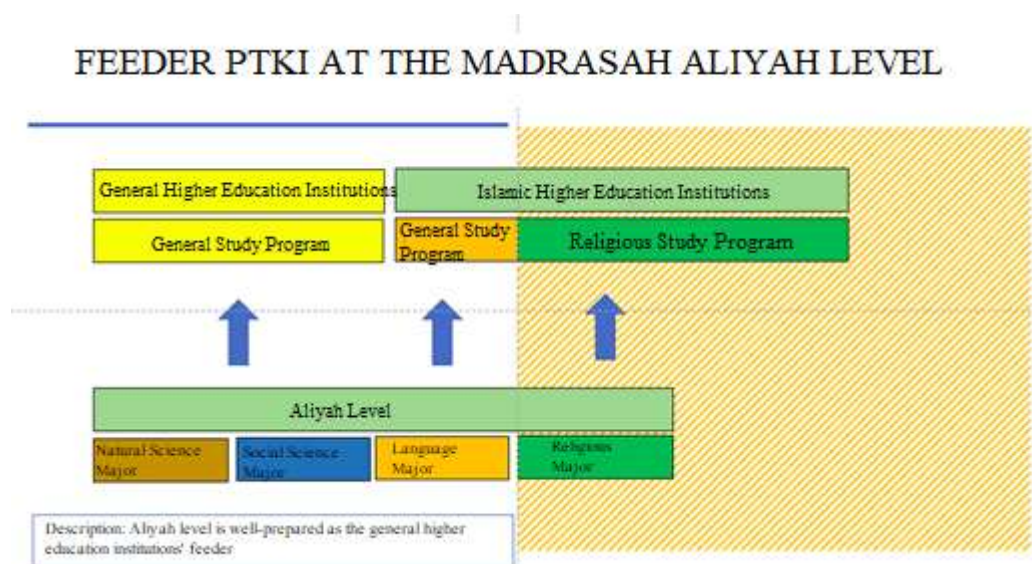 FEEDER PTKI AT THE MADRASAH ALIYAH LEVEL
General Higher Education Institutions
Islamic Higher Education Institutions
General Study Program
General Study
Program
Religious Study Program
Aliyah Level
Natural Science
Major
Social Science
Major
Language
Major
Religious
Major
Description: Aliyah level is well-prepared as the general higher
education institutions' feeder